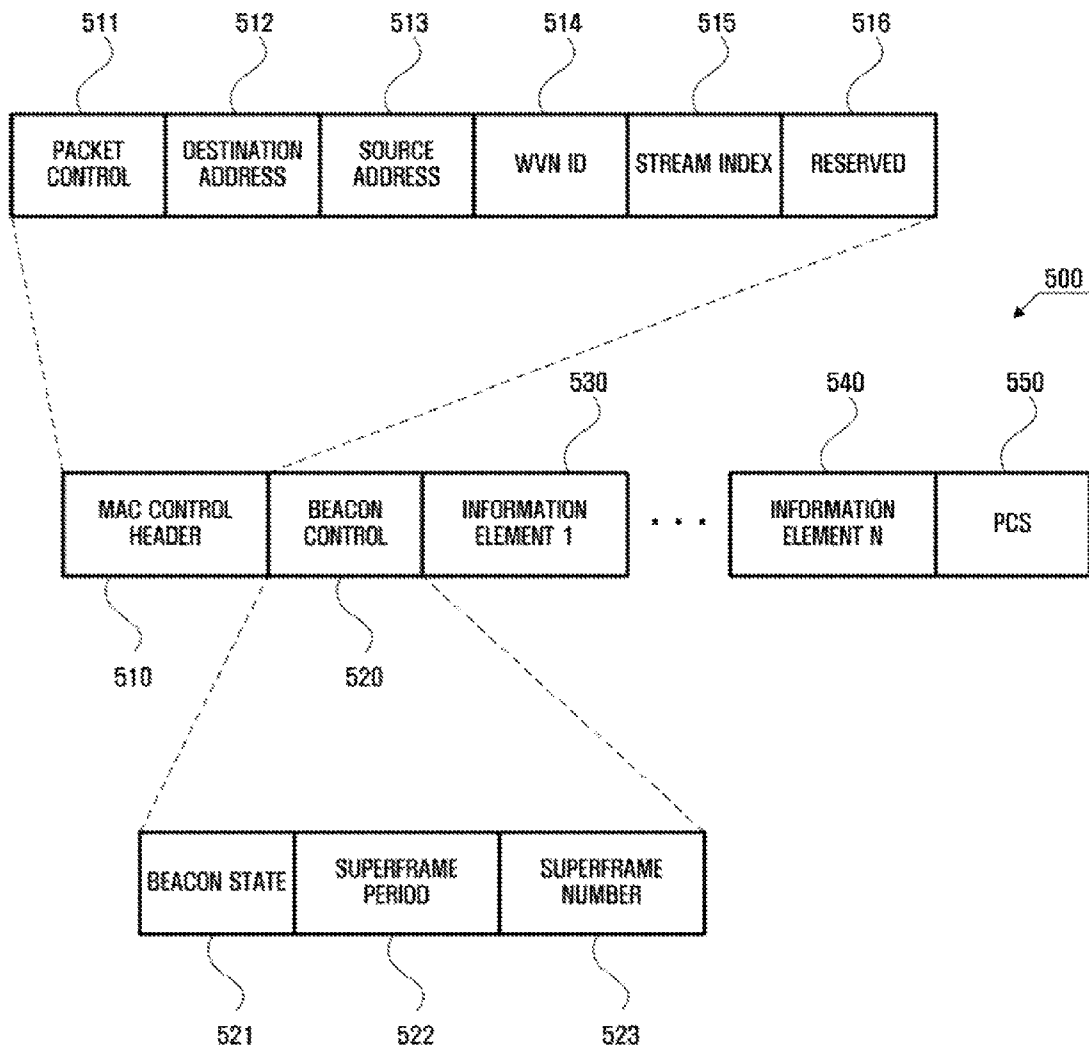 511 512 513 514 515 516
PACKET CONTROL DESTINATION ADDRESS SOURCE ADDRESS WVN ID STREAM INDEX RESERVED
500
530 540 550
MAC CONTROL HEADER BEACON CONTROL INFORMATION ELEMENT 1 ... INFORMATION ELEMENT N PCS
510 520
BEACON STATE SUPERFRAME PERIOD SUPERFRAME NUMBER
521 522 523